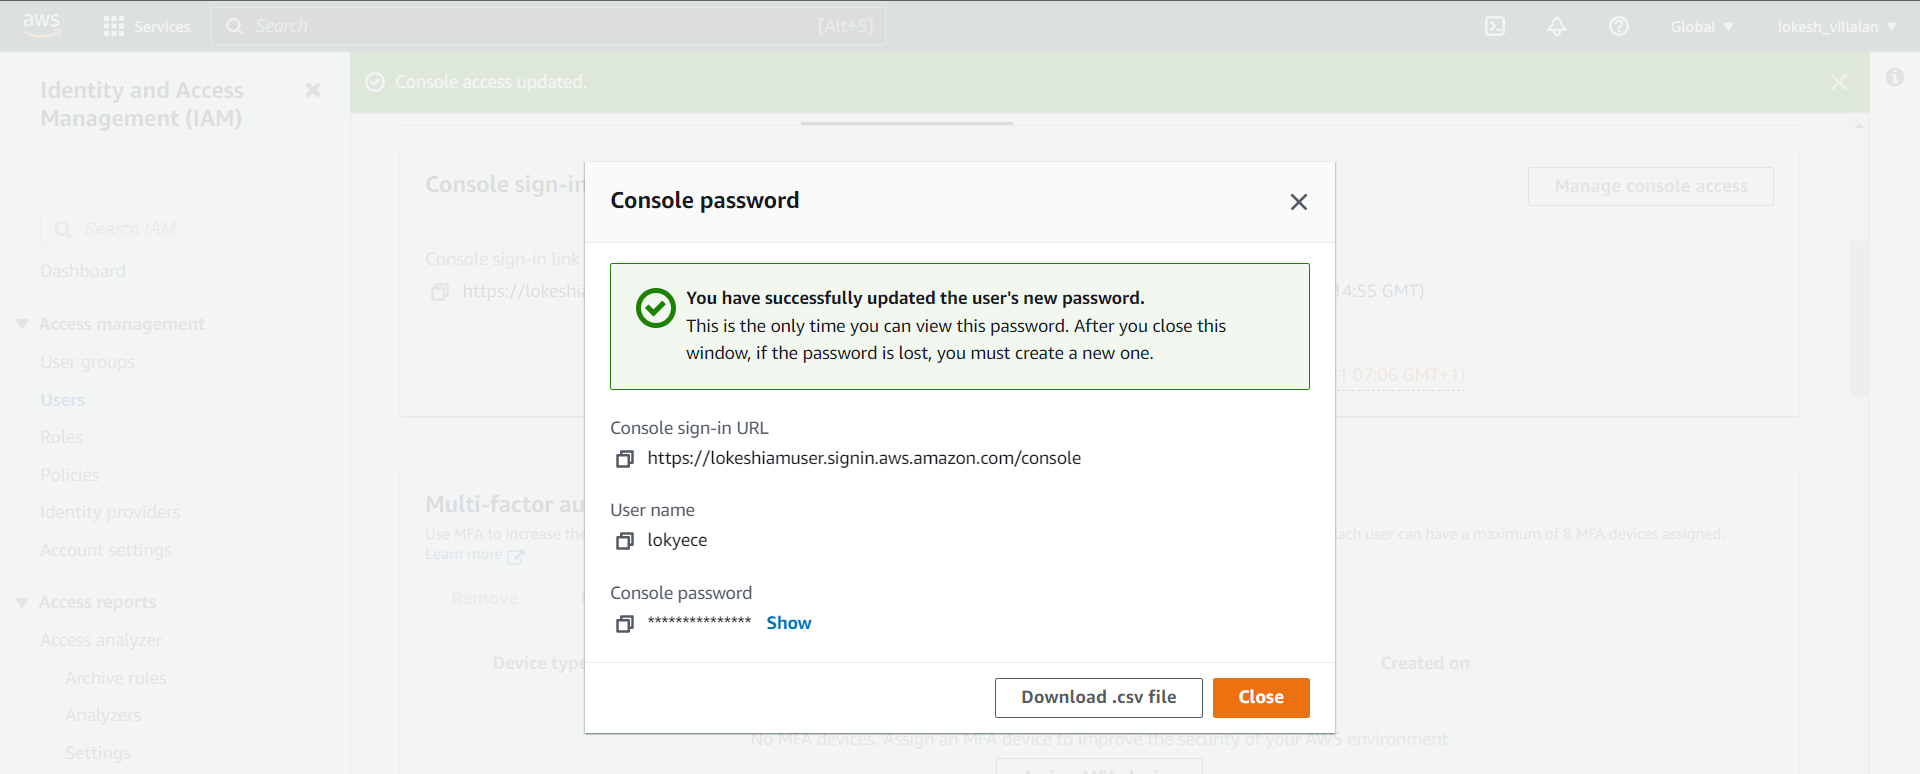 aws
Services
Search
[Alt+S]
Global
lokesh_villalan
Identity and Access
Management (IAM)
Search IAM
Dashboard
Access management
User groups
Users
Roles
Policies
Identity providers
Account settings
Access reports
Access analyzer
Archive rules
Analyzers
Settings
Console access updated.
Console sign-in
Manage console access
Console sign-in link
https://lokeshia
14:55 GMT)
1 07:06 GMT+1)
Multi-factor au
Use MFA to increase the
ach user can have a maximum of 8 MFA devices assigned.
Learn more
Remove
Device type
Created on
No MFA devices. Assign an MFA device to improve the security of your AWS environment
Console password
You have successfully updated the user's new password.
This is the only time you can view this password. After you close this
window, if the password is lost, you must create a new one.
Console sign-in URL
https://lokeshiamuser.signin.aws.amazon.com/console
User name
lokyece
Console password
*************** Show
Download .csv file
Close